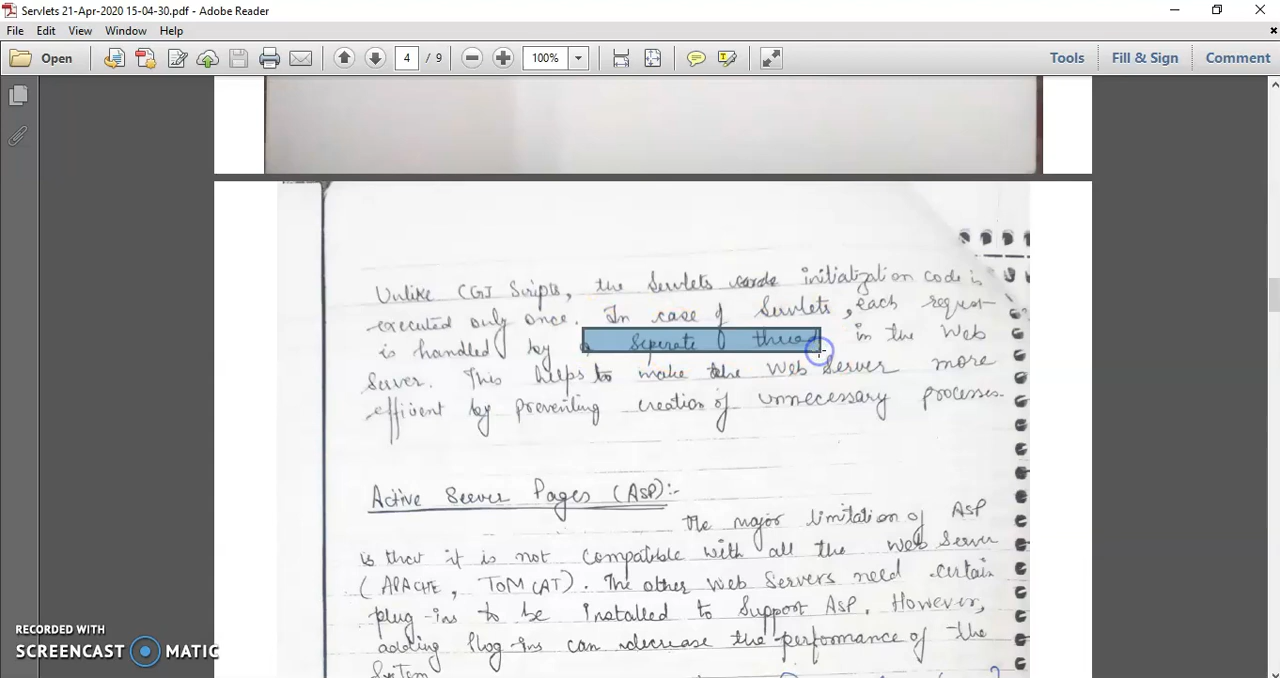 Servlets 21-Apr-2020 15-04-30.pdf - Adobe Reader
File Edit View Window Help
Open 4 / 9 100% Tools Fill & Sign Comment
Unlike CGI Scripts, the Servlets initialization code is
executed only once. In case of Servlets, each request
is handled by a Seperate thread in the Web
Server. This helps to make the Web Server more
efficient by preventing creation of unnecessary processes.
Active Server Pages (ASP):-
The major limitation of ASP
is that it is not compatible with all the Web Server
(APACHE, TOMCAT). The other Web Servers need certain
plug-ins to be installed to Support ASP. However,
adding Plug-ins can decrease the performance of the
System
RECORDED WITH
SCREENCAST MATIC